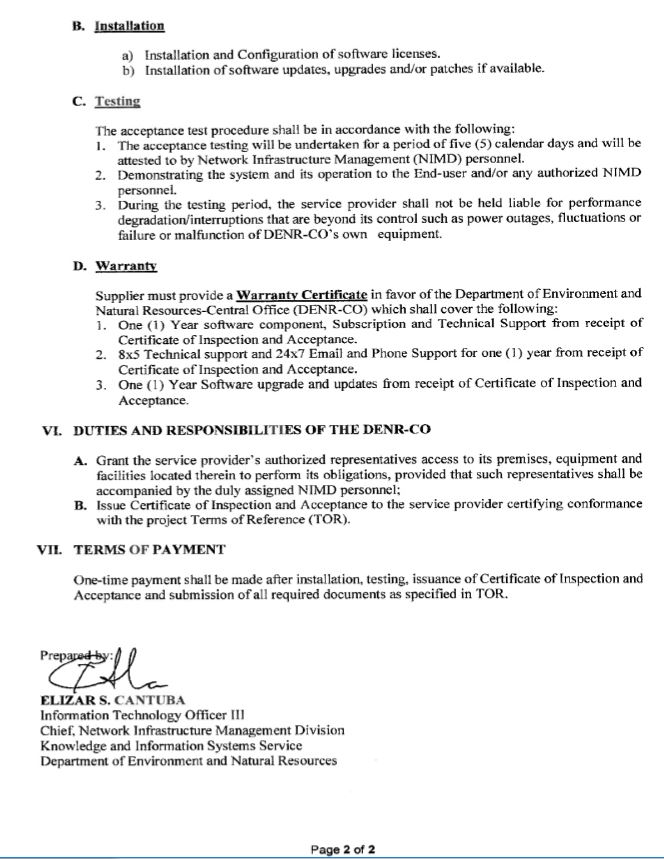 B. Installation
a) Installation and Configuration of software licenses.
b) Installation of software updates, upgrades and/or patches if available.
C. Testing
The acceptance test procedure shall be in accordance with the following:
1. The acceptance testing will be undertaken for a period of five (5) calendar days and will be
attested to by Network Infrastructure Management (NIMD) personnel.
2. Demonstrating the system and its operation to the End-user and/or any authorized NIMD
personnel.
3. During the testing period, the service provider shall not be held liable for performance
degradation/interruptions that are beyond its control such as power outages, fluctuations or
failure or malfunction of DENR-CO's own equipment.
D. Warranty
Supplier must provide a Warranty Certificate in favor of the Department of Environment and
Natural Resources-Central Office (DENR-CO) which shall cover the following:
1. One (1) Year software component, Subscription and Technical Support from receipt of
Certificate of Inspection and Acceptance.
2. 8x5 Technical support and 24x7 Email and Phone Support for one (1) year from receipt of
Certificate of Inspection and Acceptance.
3. One (1) Year Software upgrade and updates from receipt of Certificate of Inspection and
Acceptance.
VI. DUTIES AND RESPONSIBILITIES OF THE DENR-CO
A. Grant the service provider's authorized representatives access to its premises, equipment and
facilities located therein to perform its obligations, provided that such representatives shall be
accompanied by the duly assigned NIMD personnel;
B. Issue Certificate of Inspection and Acceptance to the service provider certifying conformance
with the project Terms of Reference (TOR).
VII. TERMS OF PAYMENT
One-time payment shall be made after installation, testing, issuance of Certificate of Inspection and
Acceptance and submission of all required documents as specified in TOR.
Prepared by:
ELIZAR S. CANTUBA
Information Technology Officer III
Chief, Network Infrastructure Management Division
Knowledge and Information Systems Service
Department of Environment and Natural Resources
Page 2 of 2